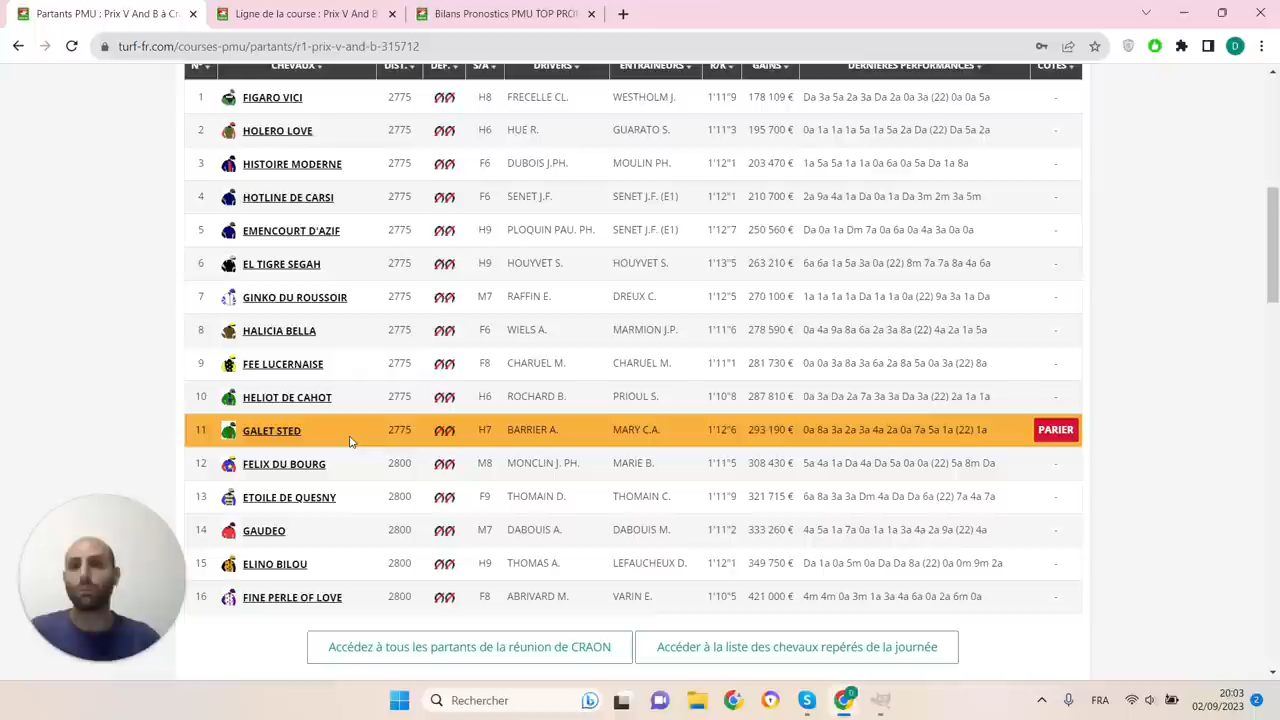 Partants PMU : Prix V And B à Cr
Ligne : PMU : Prix V And
Bilans Pronostics PMU TOP PRO
turf-fr.com/courses-pmu/partants/r1-prix-v-and-b-315712
N° CHEVAUX DIST. DEF. S/A DRIVERS ENTRAÎNEURS R/K GAINS DERNIÈRES PERFORMANCES COTES
1 FIGARO VICI 2775 H8 FRECELLE CL. WESTHOLM J. 1'11"9 178 109 € Da 3a 5a 2a 3a Da 2a 0a 3a (22) 0a 0a 5a -
2 HOLERO LOVE 2775 H6 HUE R. GUARATO S. 1'11"3 195 700 € 0a 1a 1a 1a 5a 1a 5a 2a Da (22) Da 5a 2a -
3 HISTOIRE MODERNE 2775 F6 DUBOIS J.PH. MOULIN PH. 1'12"1 203 470 € 1a 5a 5a 1a 1a 0a 6a 0a 5a Da 1a 8a -
4 HOTLINE DE CARSI 2775 F6 SENET J.F. SENET J.F. (E1) 1'12"1 210 700 € 2a 9a 4a 1a Da 0a 1a Da 3m 2m 3a 5m -
5 EMENCOURT D'AZIF 2775 H9 PLOQUIN PAU. PH. SENET J.F. (E1) 1'12"7 250 560 € Da 0a 1a Dm 7a 0a 6a 0a 4a 3a 0a 0a -
6 EL TIGRE SEGAH 2775 H9 HOUYVET S. HOUYVET S. 1'13"5 263 210 € 6a 6a 1a 5a 3a 0a (22) 8m 7a 7a 8a 4a 6a -
7 GINKO DU ROUSSOIR 2775 M7 RAFFIN E. DREUX C. 1'12"5 270 100 € 1a 1a 1a 1a Da 1a 1a 0a (22) 9a 3a 1a Da -
8 HALICIA BELLA 2775 F6 WIELS A. MARMION J.P. 1'11"6 278 590 € 0a 4a 9a 8a 6a 2a 3a 8a (22) 4a 2a 1a 5a -
9 FEE LUCERNAISE 2775 F8 CHARUEL M. CHARUEL M. 1'11"1 281 730 € 0a 0a 3a 8a 3a 6a 2a 8a 5a 0a 3a (22) 8a -
10 HELIOT DE CAHOT 2775 H6 ROCHARD B. PRIOUL S. 1'10"8 287 810 € 0a 3a Da 2a 7a 3a 3a Da 3a (22) 2a 1a 1a -
11 GALET STED 2775 H7 BARRIER A. MARY C.A. 1'12"6 293 190 € 0a 8a 3a 2a 3a 4a 2a 0a 7a 5a 1a (22) 1a PARIER
12 FELIX DU BOURG 2800 M8 MONCLIN J. PH. MARIE B. 1'11"5 308 430 € 5a 4a 1a Da 4a Da 5a 0a 0a (22) 5a 8m Da -
13 ETOILE DE QUESNY 2800 F9 THOMAIN D. THOMAIN C. 1'11"9 321 715 € 6a 8a 3a 3a Dm 4a Da Da 6a (22) 7a 4a 7a -
14 GAUDEO 2800 M7 DABOUIS A. DABOUIS M. 1'11"2 333 260 € 4a 5a 1a 7a 0a 1a 1a 3a 4a 2a 9a (22) 4a -
15 ELINO BILOU 2800 H9 THOMAS A. LEFAUCHEUX D. 1'12"1 349 750 € Da 1a 0a 5m 0a Da Da 8a (22) 0a 0m 9m 2a -
16 FINE PERLE OF LOVE 2800 F8 ABRIVARD M. VARIN E. 1'10"5 421 000 € 4m 4m 0a 3m 1a 3a 4a 6a 0a 2a 6m 0a -
Accédez à tous les partants de la réunion de CRAON
Accéder à la liste des chevaux repérés de la journée
Rechercher
FRA
20:03
02/09/2023
2